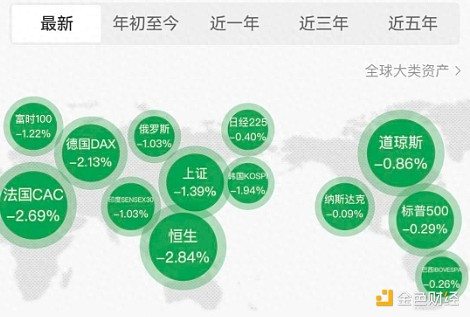 最新 年初至今 近一年 近三年 近五年
全球大类资产 >
富时100
-1.22%
德国DAX
-2.13%
俄罗斯
-1.03%
日经225
-0.40%
道琼斯
-0.86%
法国CAC
-2.69%
印度SENSEX30
-1.03%
上证
-1.39%
韩国KOSPI
-1.94%
纳斯达克
-0.09%
标普500
-0.29%
恒生
-2.84%
巴西IBOVESPA
-0.26%
金色财经